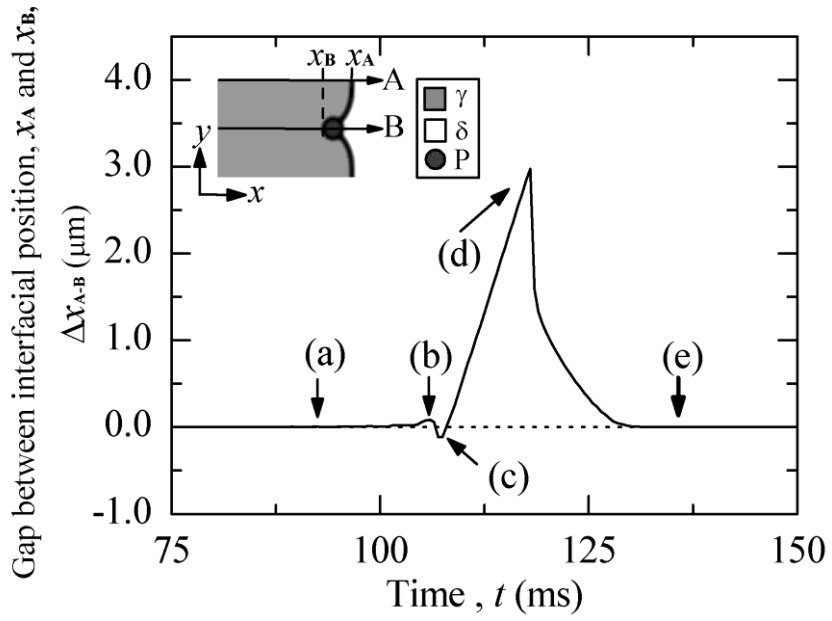 Gap between interfacial position, xA and xB,
ΔxA-B (μm)
4.0
3.0
2.0
1.0
0.0
-1.0
xB xA
A
B
y
x
γ
δ
P
(a)
(b)
(c)
(d)
(e)
75 100 125 150
Time , t (ms)